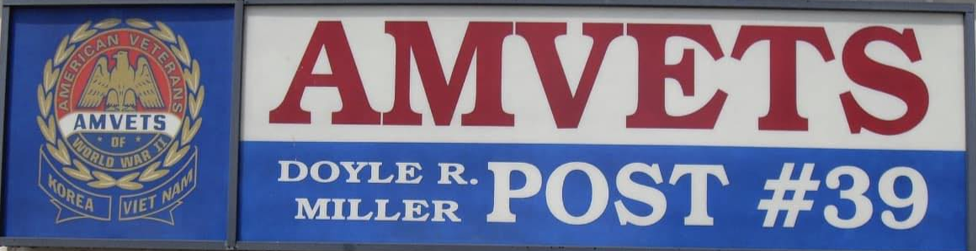 AMERICAN VETERANS
AMVETS
OF
WORLD WAR II
KOREA VIET NAM
AMVETS
DOYLE R.
MILLER
POST #39